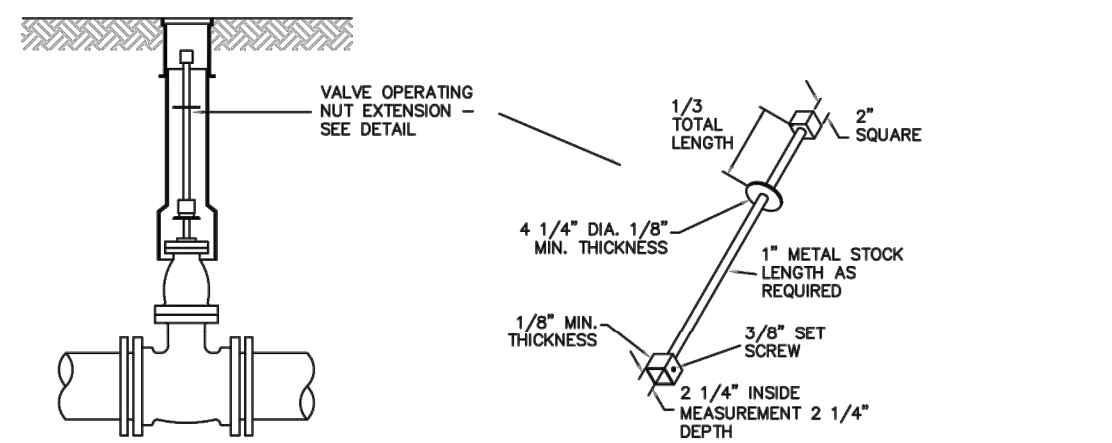 VALVE OPERATING
NUT EXTENSION –
SEE DETAIL
1/3
TOTAL
LENGTH
2"
SQUARE
4 1/4" DIA. 1/8"
MIN. THICKNESS
1" METAL STOCK
LENGTH AS
REQUIRED
1/8" MIN.
THICKNESS
3/8" SET
SCREW
2 1/4" INSIDE
MEASUREMENT 2 1/4"
DEPTH